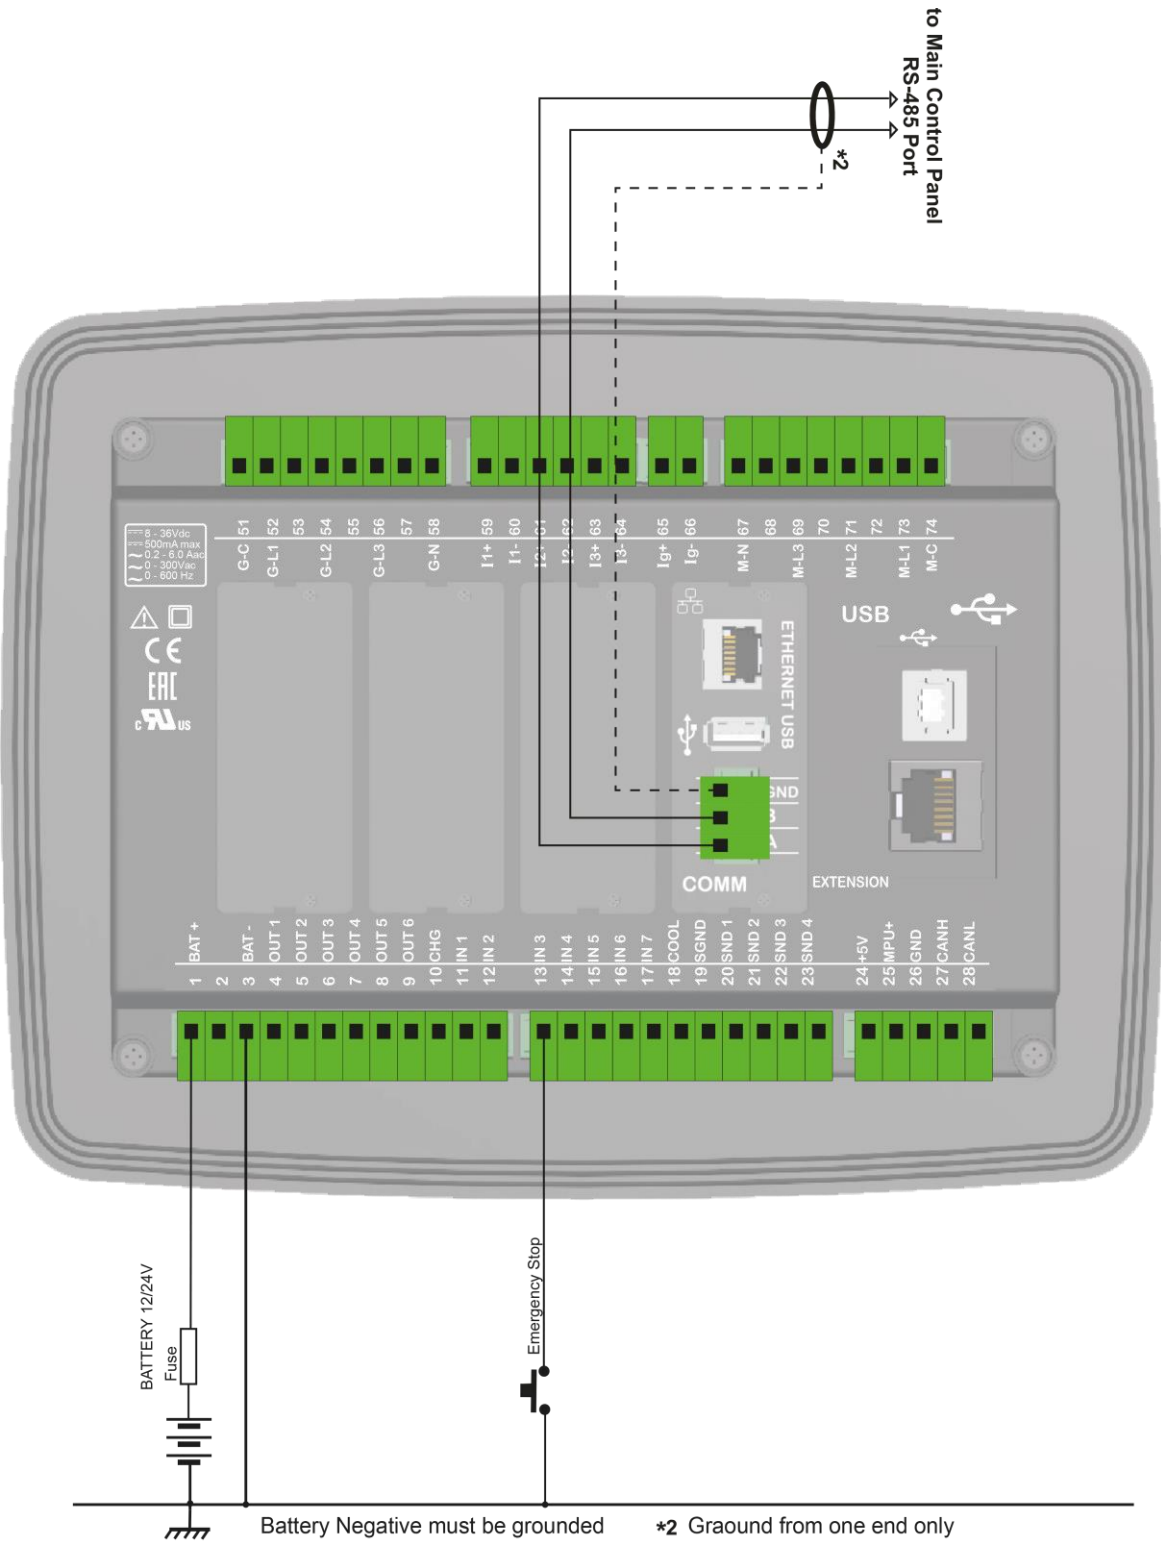 to Main Control Panel
RS-485 Port
*2
51 52 53 54 55 56 57 58 59 60 61 62 63 64 65 66 67 68 69 70 71 72 73 74
G-C G-L1 G-L2 G-L3 G-N I1+ I1- I2+ I2- I3+ I3- Ig+ Ig- M-N M-L3 M-L2 M-L1 M-C
8 - 36Vdc
500mA max
0.2 - 6.0 Aac
0 - 300Vac
0 - 600 Hz
CE
EAC
c RU US
ETHERNET USB
USB
GND
B
A
COMM
EXTENSION
1 BAT +
2
3 BAT -
4 OUT 1
5 OUT 2
6 OUT 3
7 OUT 4
8 OUT 5
9 OUT 6
10 CHG
11 IN 1
12 IN 2
13 IN 3
14 IN 4
15 IN 5
16 IN 6
17 IN 7
18 COOL
19 SGND
20 SND 1
21 SND 2
22 SND 3
23 SND 4
24 +5V
25 MPU+
26 GND
27 CANH
28 CANL
BATTERY 12/24V
Fuse
Emergency Stop
Battery Negative must be grounded
*2 Graound from one end only